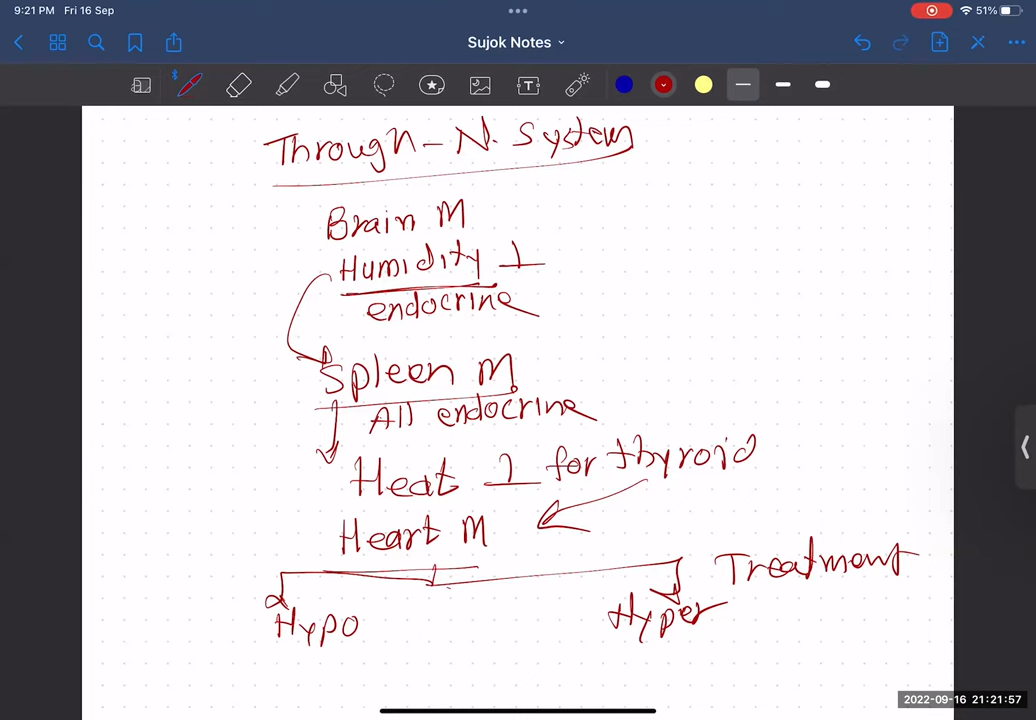 9:21 PM Fri 16 Sep
51%
Sujok Notes
Through - N. System
Brain M
Humidity ⊥
endocrine
Spleen M
All endocrine
Heat ⊥ for thyroid
Heart M
Treatment
Hypo
Hyper
2022-09-16 21:21:57